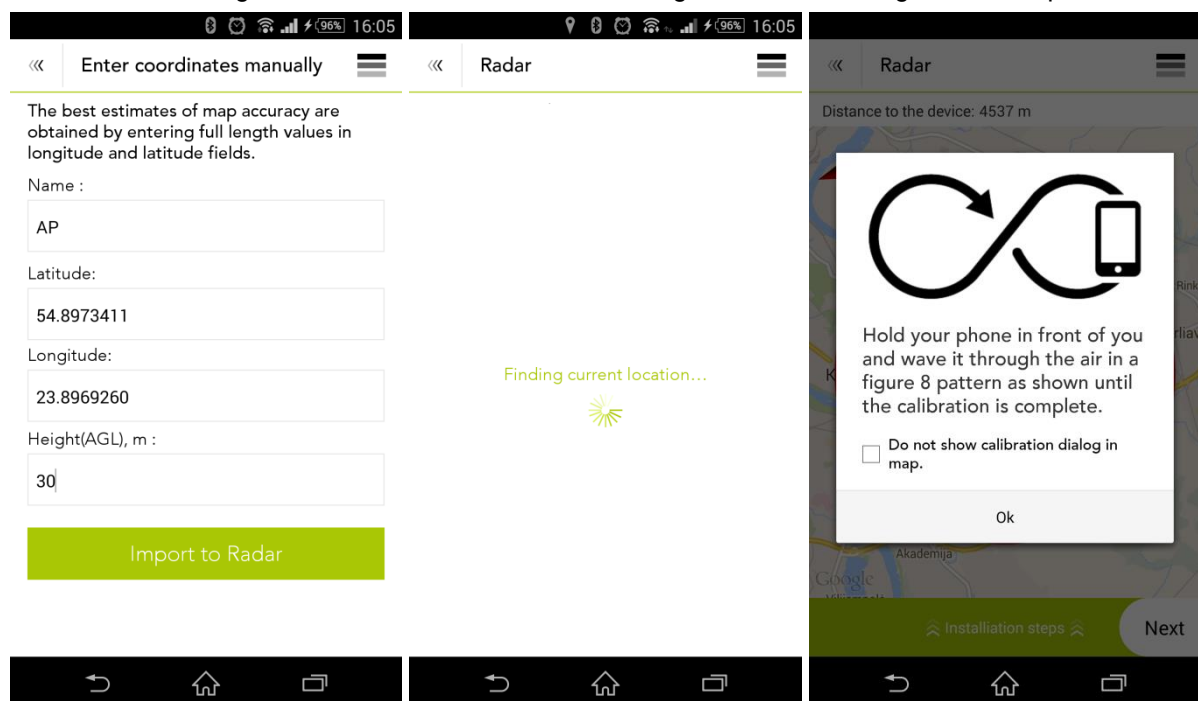 96% 16:05
Enter coordinates manually
The best estimates of map accuracy are
obtained by entering full length values in
longitude and latitude fields.
Name :
AP
Latitude:
54.8973411
Longitude:
23.8969260
Height(AGL), m :
30
Import to Radar
96% 16:05
Radar
Finding current location...
Radar
Distance to the device: 4537 m
Hold your phone in front of you
and wave it through the air in a
figure 8 pattern as shown until
the calibration is complete.
Do not show calibration dialog in
map.
Ok
Akademija
Google
Installiation steps
Next